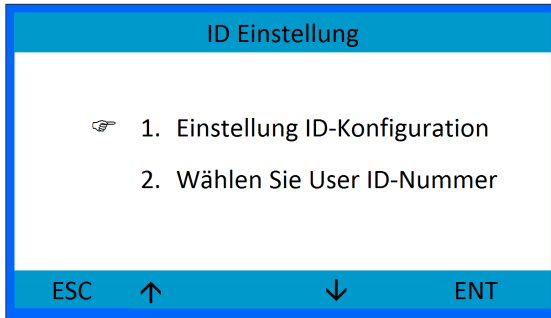 ID Einstellung
☞ 1. Einstellung ID-Konfiguration
2. Wählen Sie User ID-Nummer
ESC ↑ ↓ ENT